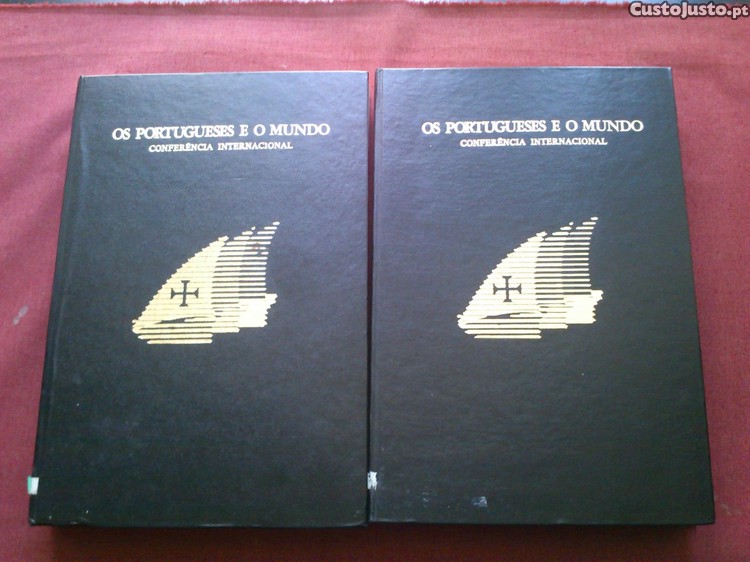 CustoJusto.pt
OS PORTUGUESES E O MUNDO
CONFERÊNCIA INTERNACIONAL
OS PORTUGUESES E O MUNDO
CONFERÊNCIA INTERNACIONAL